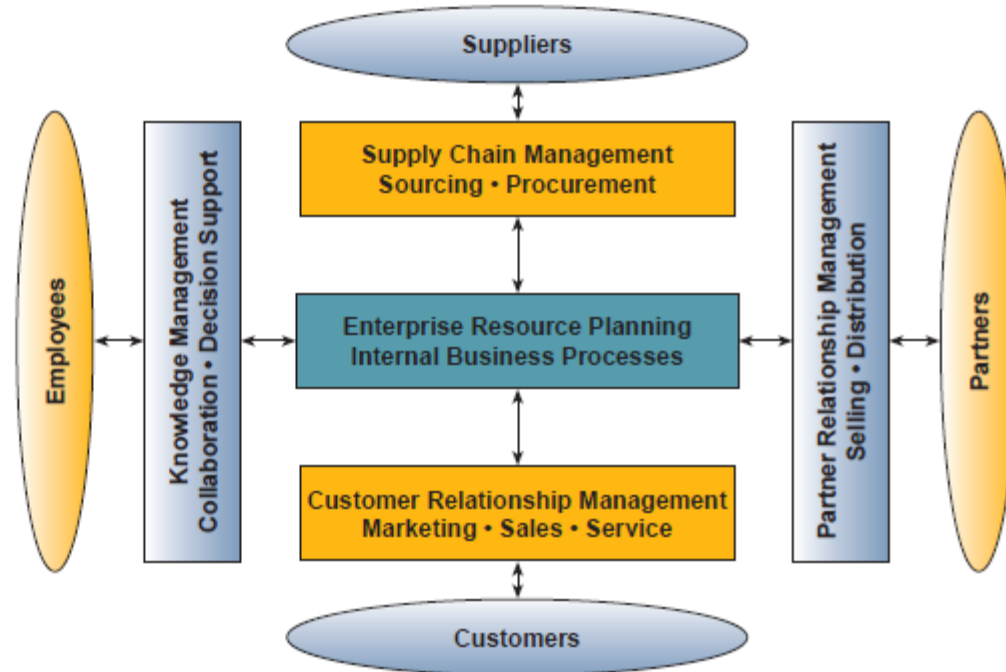 Suppliers
Supply Chain Management
Sourcing • Procurement
Employees
Knowledge Management
Collaboration • Decision Support
Enterprise Resource Planning
Internal Business Processes
Partner Relationship Management
Selling • Distribution
Partners
Customer Relationship Management
Marketing • Sales • Service
Customers